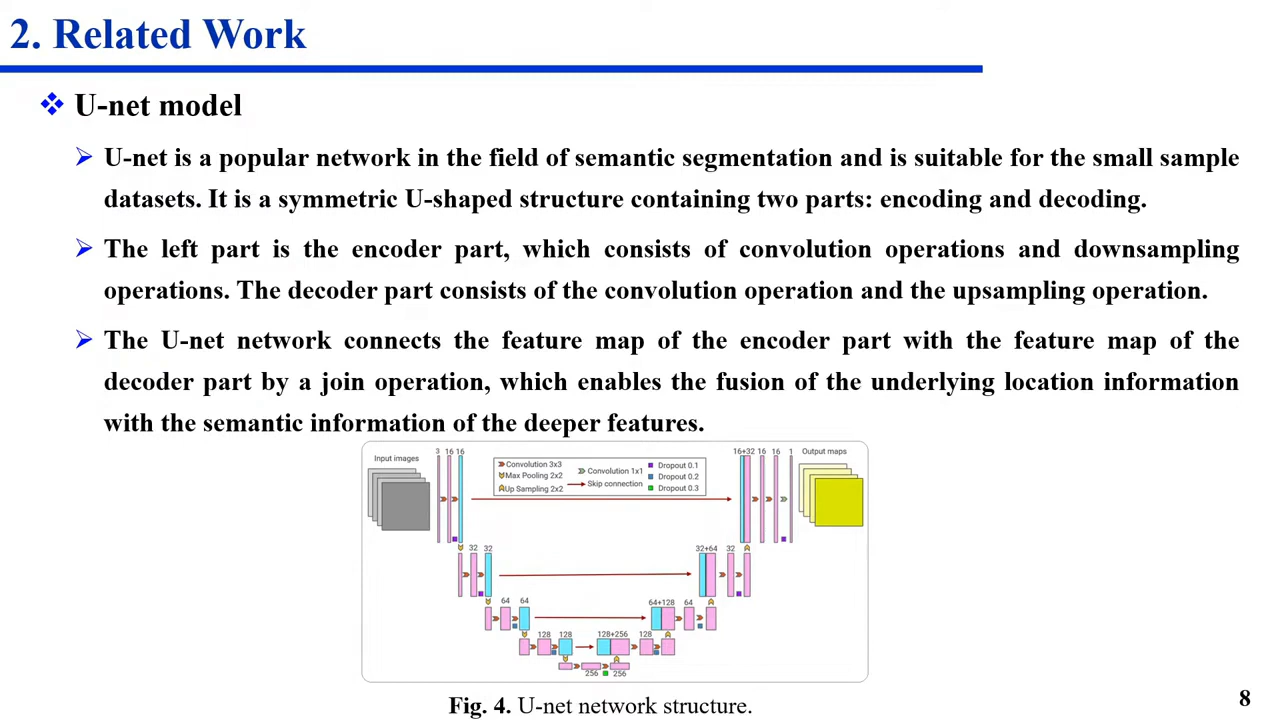 2. Related Work
❖ U-net model
➢ U-net is a popular network in the field of semantic segmentation and is suitable for the small sample
datasets. It is a symmetric U-shaped structure containing two parts: encoding and decoding.
➢ The left part is the encoder part, which consists of convolution operations and downsampling
operations. The decoder part consists of the convolution operation and the upsampling operation.
➢ The U-net network connects the feature map of the encoder part with the feature map of the
decoder part by a join operation, which enables the fusion of the underlying location information
with the semantic information of the deeper features.
Input images
3 16 16
Convolution 3x3
Max Pooling 2x2
Up Sampling 2x2
Convolution 1x1
Skip connection
Dropout 0.1
Dropout 0.2
Dropout 0.3
16+32 16 16 1
Output maps
32 32
32+64 32
64 64
64+128 64
128 128
128+256 128
256 256
Fig. 4. U-net network structure.
8